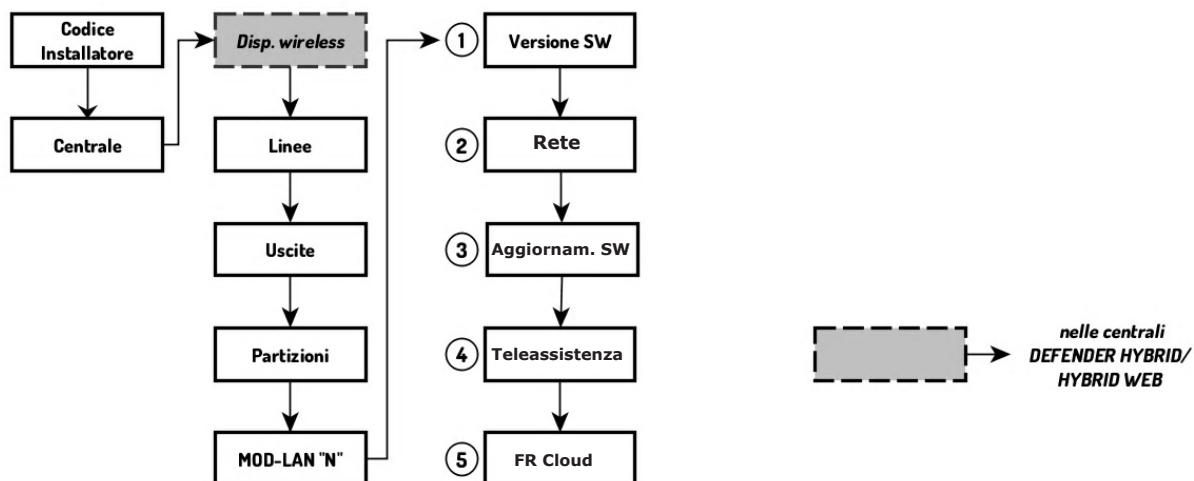 Codice
Installatore
Centrale
Disp. wireless
Linee
Uscite
Partizioni
MOD-LAN "N"
1 Versione SW
2 Rete
3 Aggiornam. SW
4 Teleassistenza
5 FR Cloud
nelle centrali
DEFENDER HYBRID/
HYBRID WEB